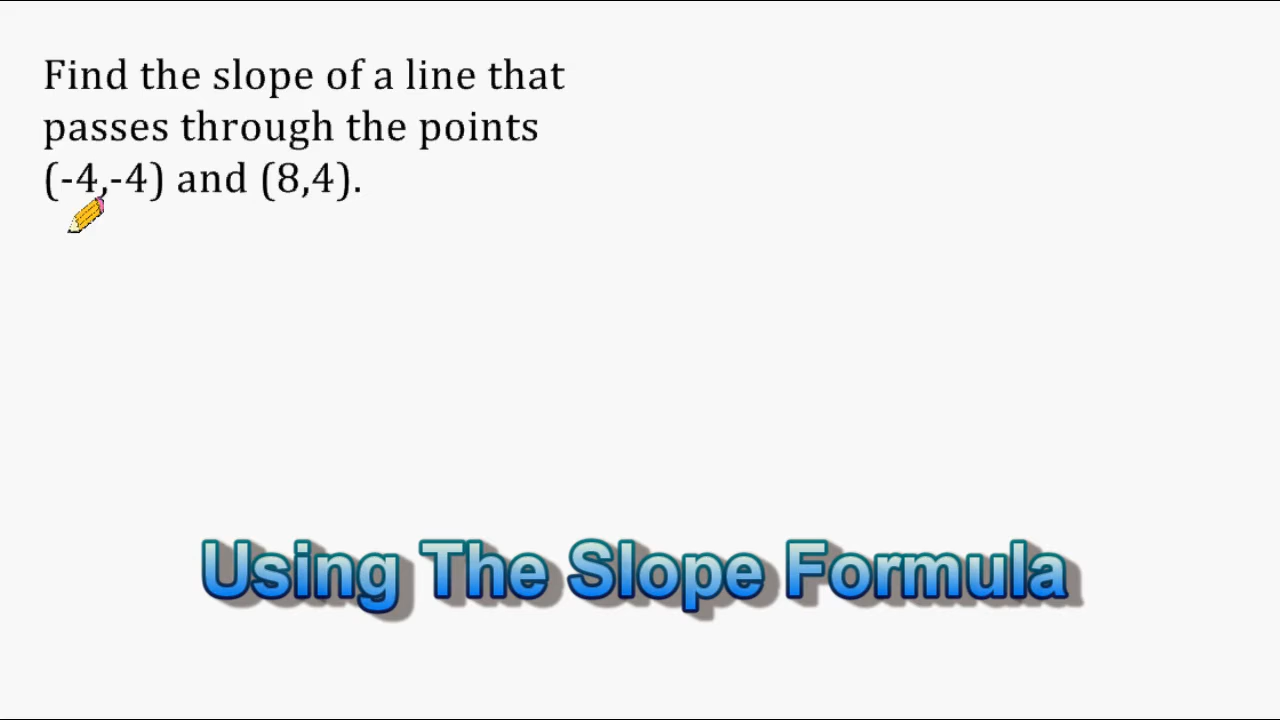 Find the slope of a line that
passes through the points
(-4,-4) and (8,4).
Using The Slope Formula